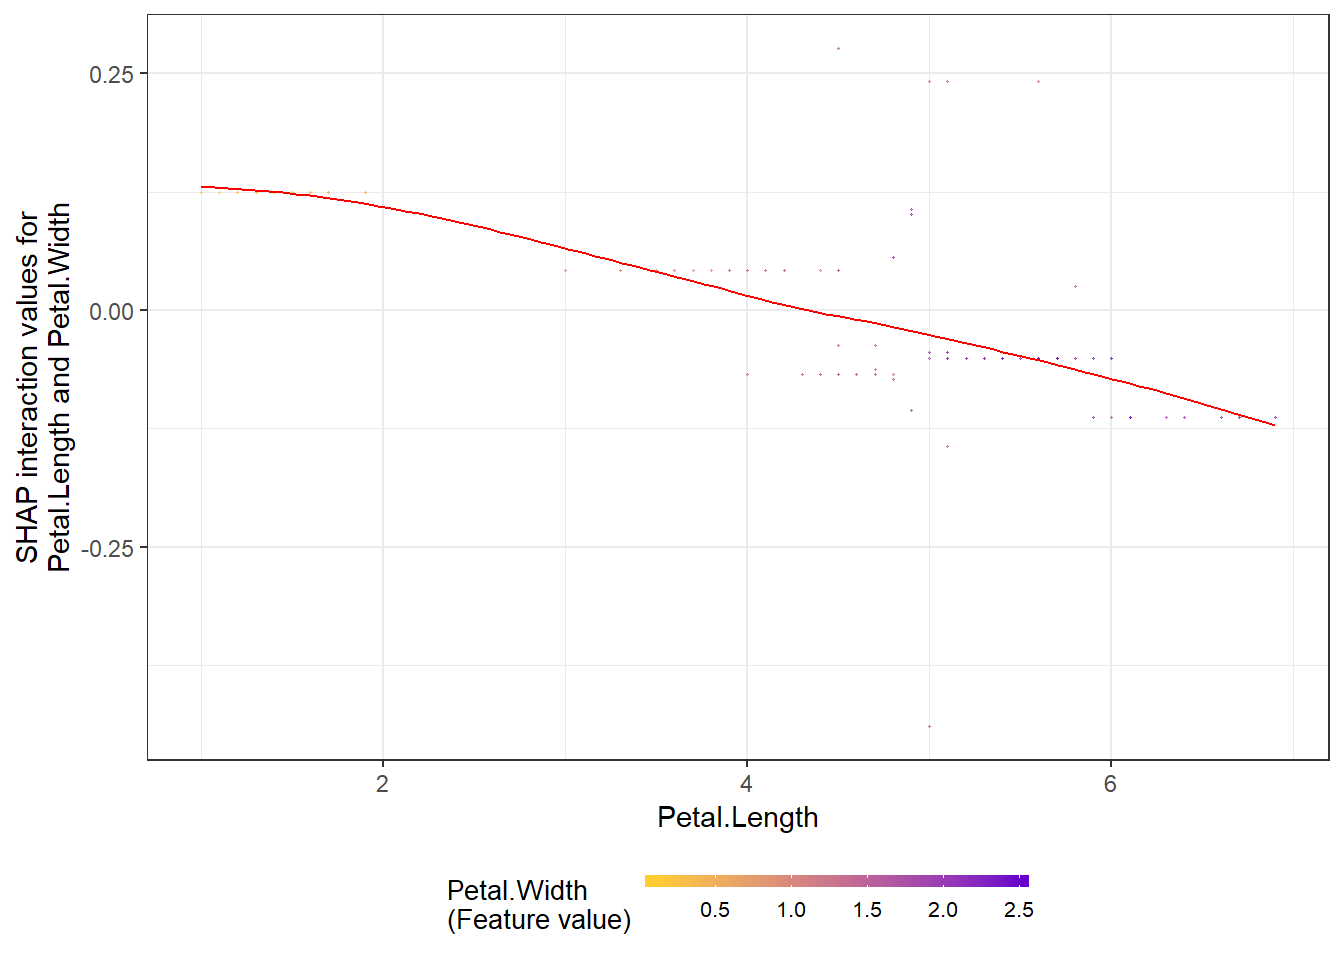 SHAP interaction values for
Petal.Length and Petal.Width
0.25
0.00
-0.25
2
4
6
Petal.Length
Petal.Width
(Feature value)
0.5
1.0
1.5
2.0
2.5